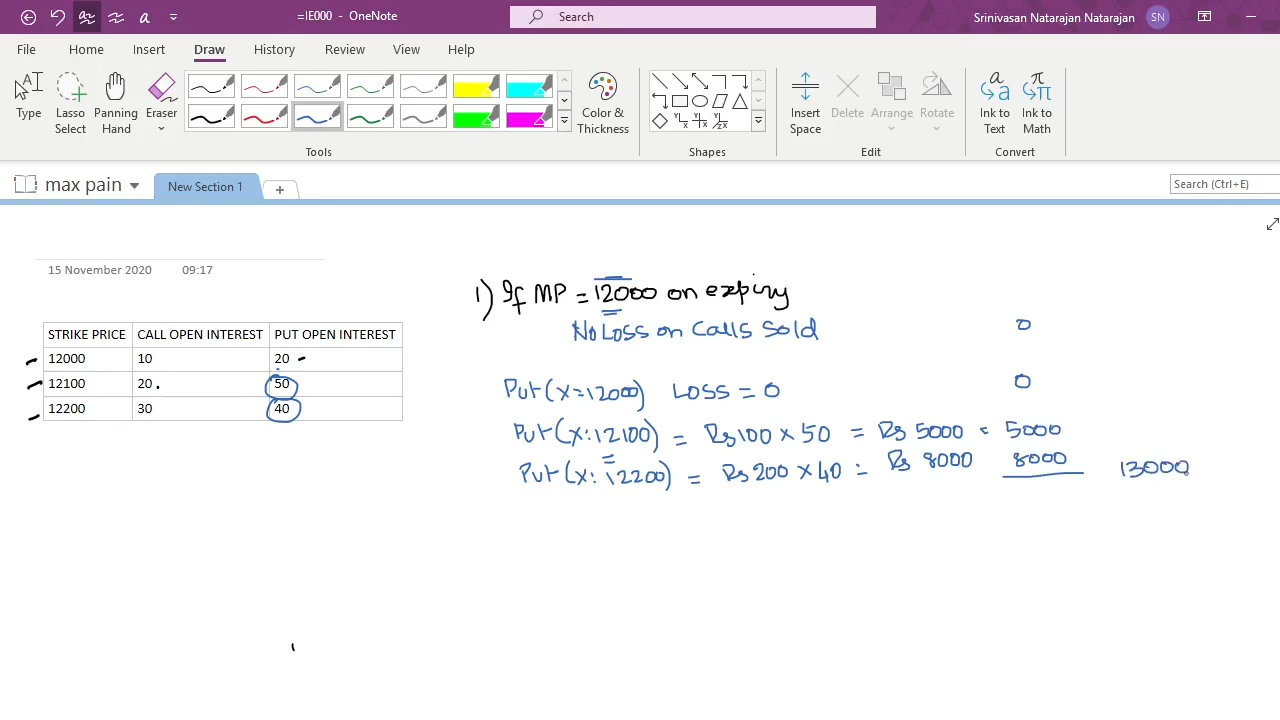 =IE000 - OneNote
Search
Srinivasan Natarajan Natarajan SN
File Home Insert Draw History Review View Help
Type
Lasso Select
Panning Hand
Eraser
Color & Thickness
Insert Space
Delete
Arrange
Rotate
Ink to Text
Ink to Math
Tools
Shapes
Edit
Convert
max pain
New Section 1
+
Search (Ctrl+E)
15 November 2020 09:17
STRIKE PRICE CALL OPEN INTEREST PUT OPEN INTEREST
12000 10 20
12100 20 50
12200 30 40
1) If MP = 12000 on expiry
No Loss on Calls Sold 0
Put (X=12000) Loss = 0 0
Put (X:12100) = Rs 100 x 50 = Rs 5000 = 5000
Put (X: 12200) = Rs 200 x 40 = Rs 8000 8000 13000